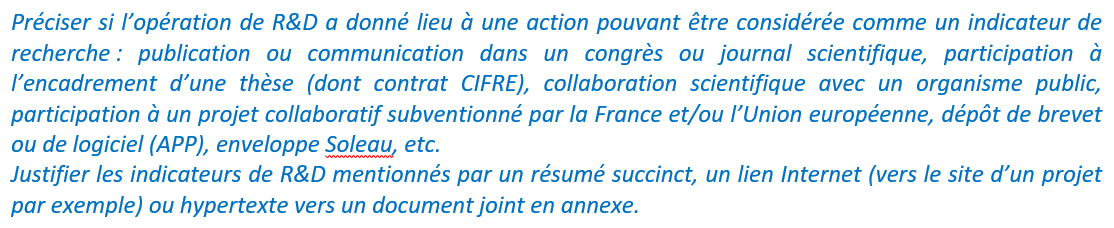 Préciser si l’opération de R&D a donné lieu à une action pouvant être considérée comme un indicateur de
recherche : publication ou communication dans un congrès ou journal scientifique, participation à
l’encadrement d’une thèse (dont contrat CIFRE), collaboration scientifique avec un organisme public,
participation à un projet collaboratif subventionné par la France et/ou l’Union européenne, dépôt de brevet
ou de logiciel (APP), enveloppe Soleau, etc.
Justifier les indicateurs de R&D mentionnés par un résumé succinct, un lien Internet (vers le site d’un projet
par exemple) ou hypertexte vers un document joint en annexe.